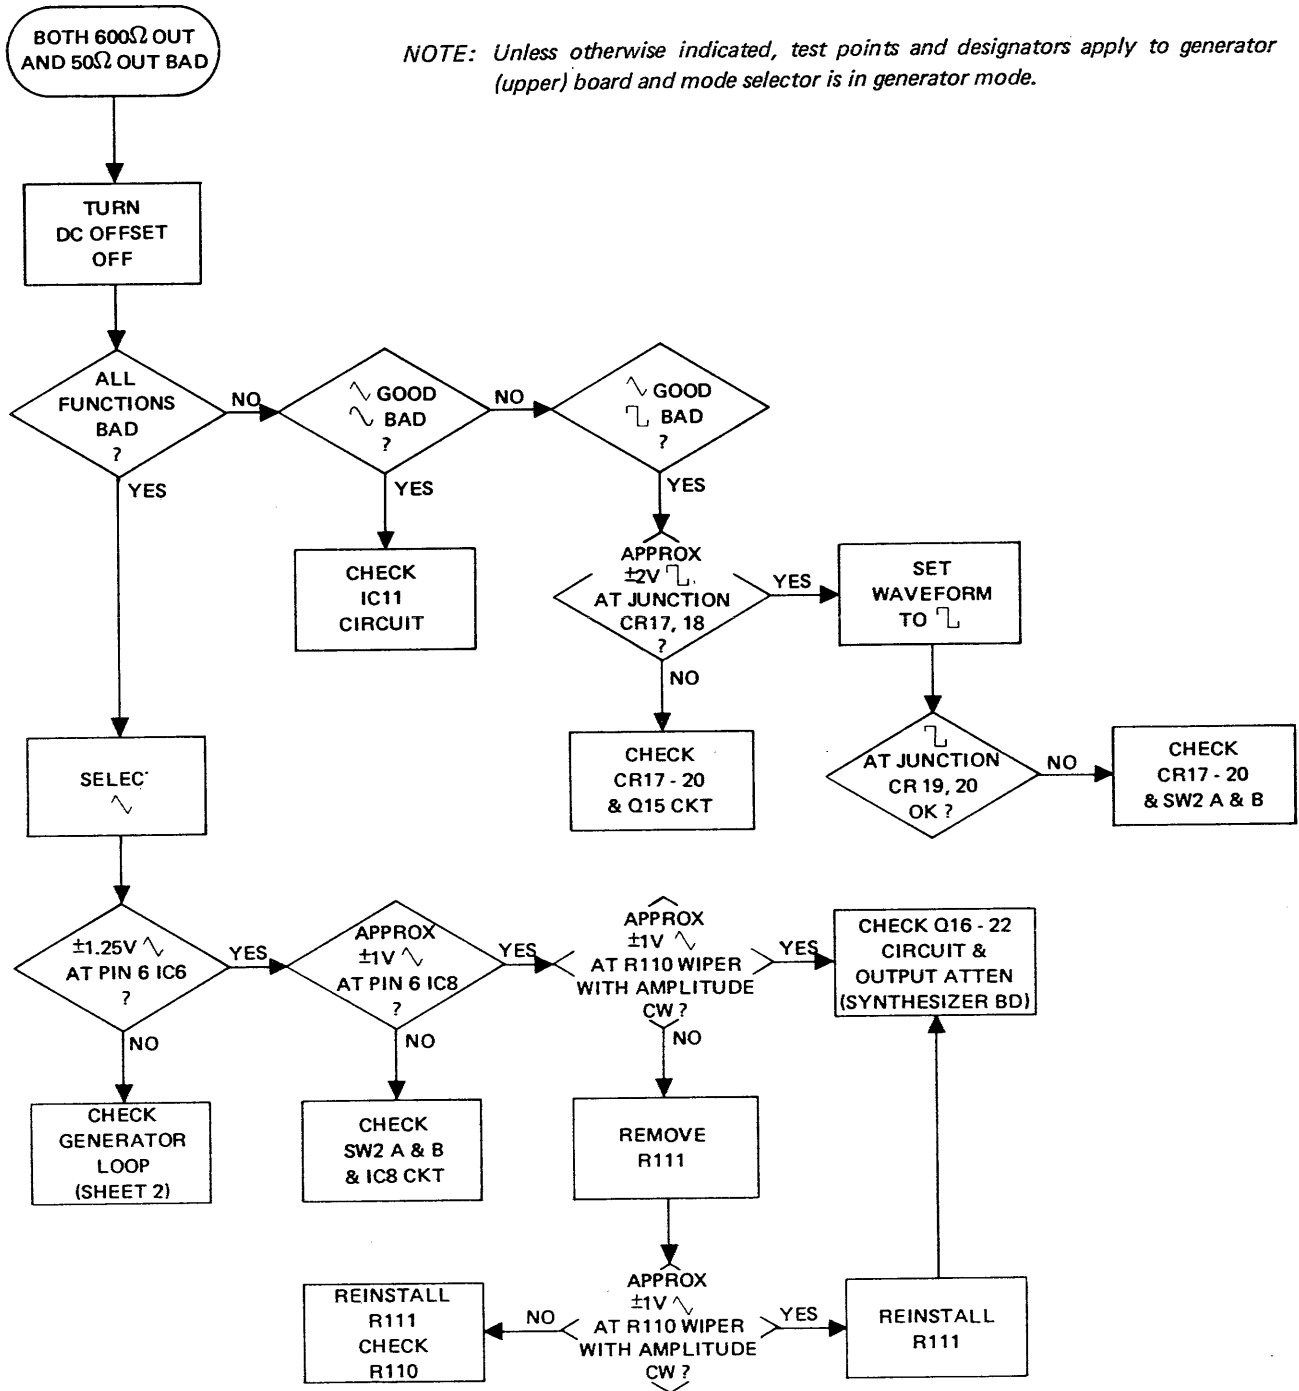 BOTH 600Ω OUT
AND 50Ω OUT BAD
NOTE: Unless otherwise indicated, test points and designators apply to generator
(upper) board and mode selector is in generator mode.
TURN
DC OFFSET
OFF
ALL
FUNCTIONS
BAD
?
NO
GOOD
BAD
?
NO
GOOD
BAD
?
YES
YES
YES
CHECK
IC11
CIRCUIT
APPROX
±2V
AT JUNCTION
CR17, 18
?
YES
SET
WAVEFORM
TO
NO
CHECK
CR17 - 20
& Q15 CKT
AT JUNCTION
CR 19, 20
OK ?
NO
CHECK
CR17 - 20
& SW2 A & B
SELEC
±1.25V
AT PIN 6 IC6
?
YES
APPROX
±1V
AT PIN 6 IC8
?
YES
APPROX
±1V
AT R110 WIPER
WITH AMPLITUDE
CW ?
YES
CHECK Q16 - 22
CIRCUIT &
OUTPUT ATTEN
(SYNTHESIZER BD)
NO
NO
NO
CHECK
GENERATOR
LOOP
(SHEET 2)
CHECK
SW2 A & B
& IC8 CKT
REMOVE
R111
REINSTALL
R111
CHECK
R110
NO
APPROX
±1V
AT R110 WIPER
WITH AMPLITUDE
CW ?
YES
REINSTALL
R111